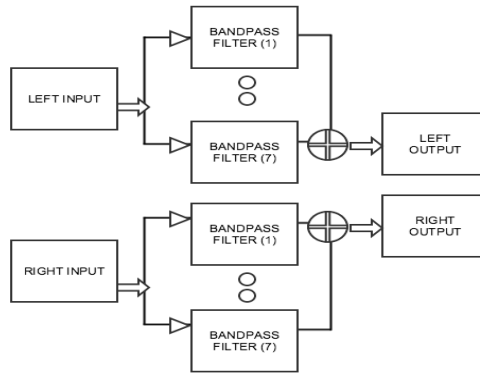 BANDPASS
FILTER (1)
LEFT INPUT
BANDPASS
FILTER (7)
LEFT
OUTPUT
BANDPASS
FILTER (1)
RIGHT
OUTPUT
RIGHT INPUT
BANDPASS
FILTER (7)